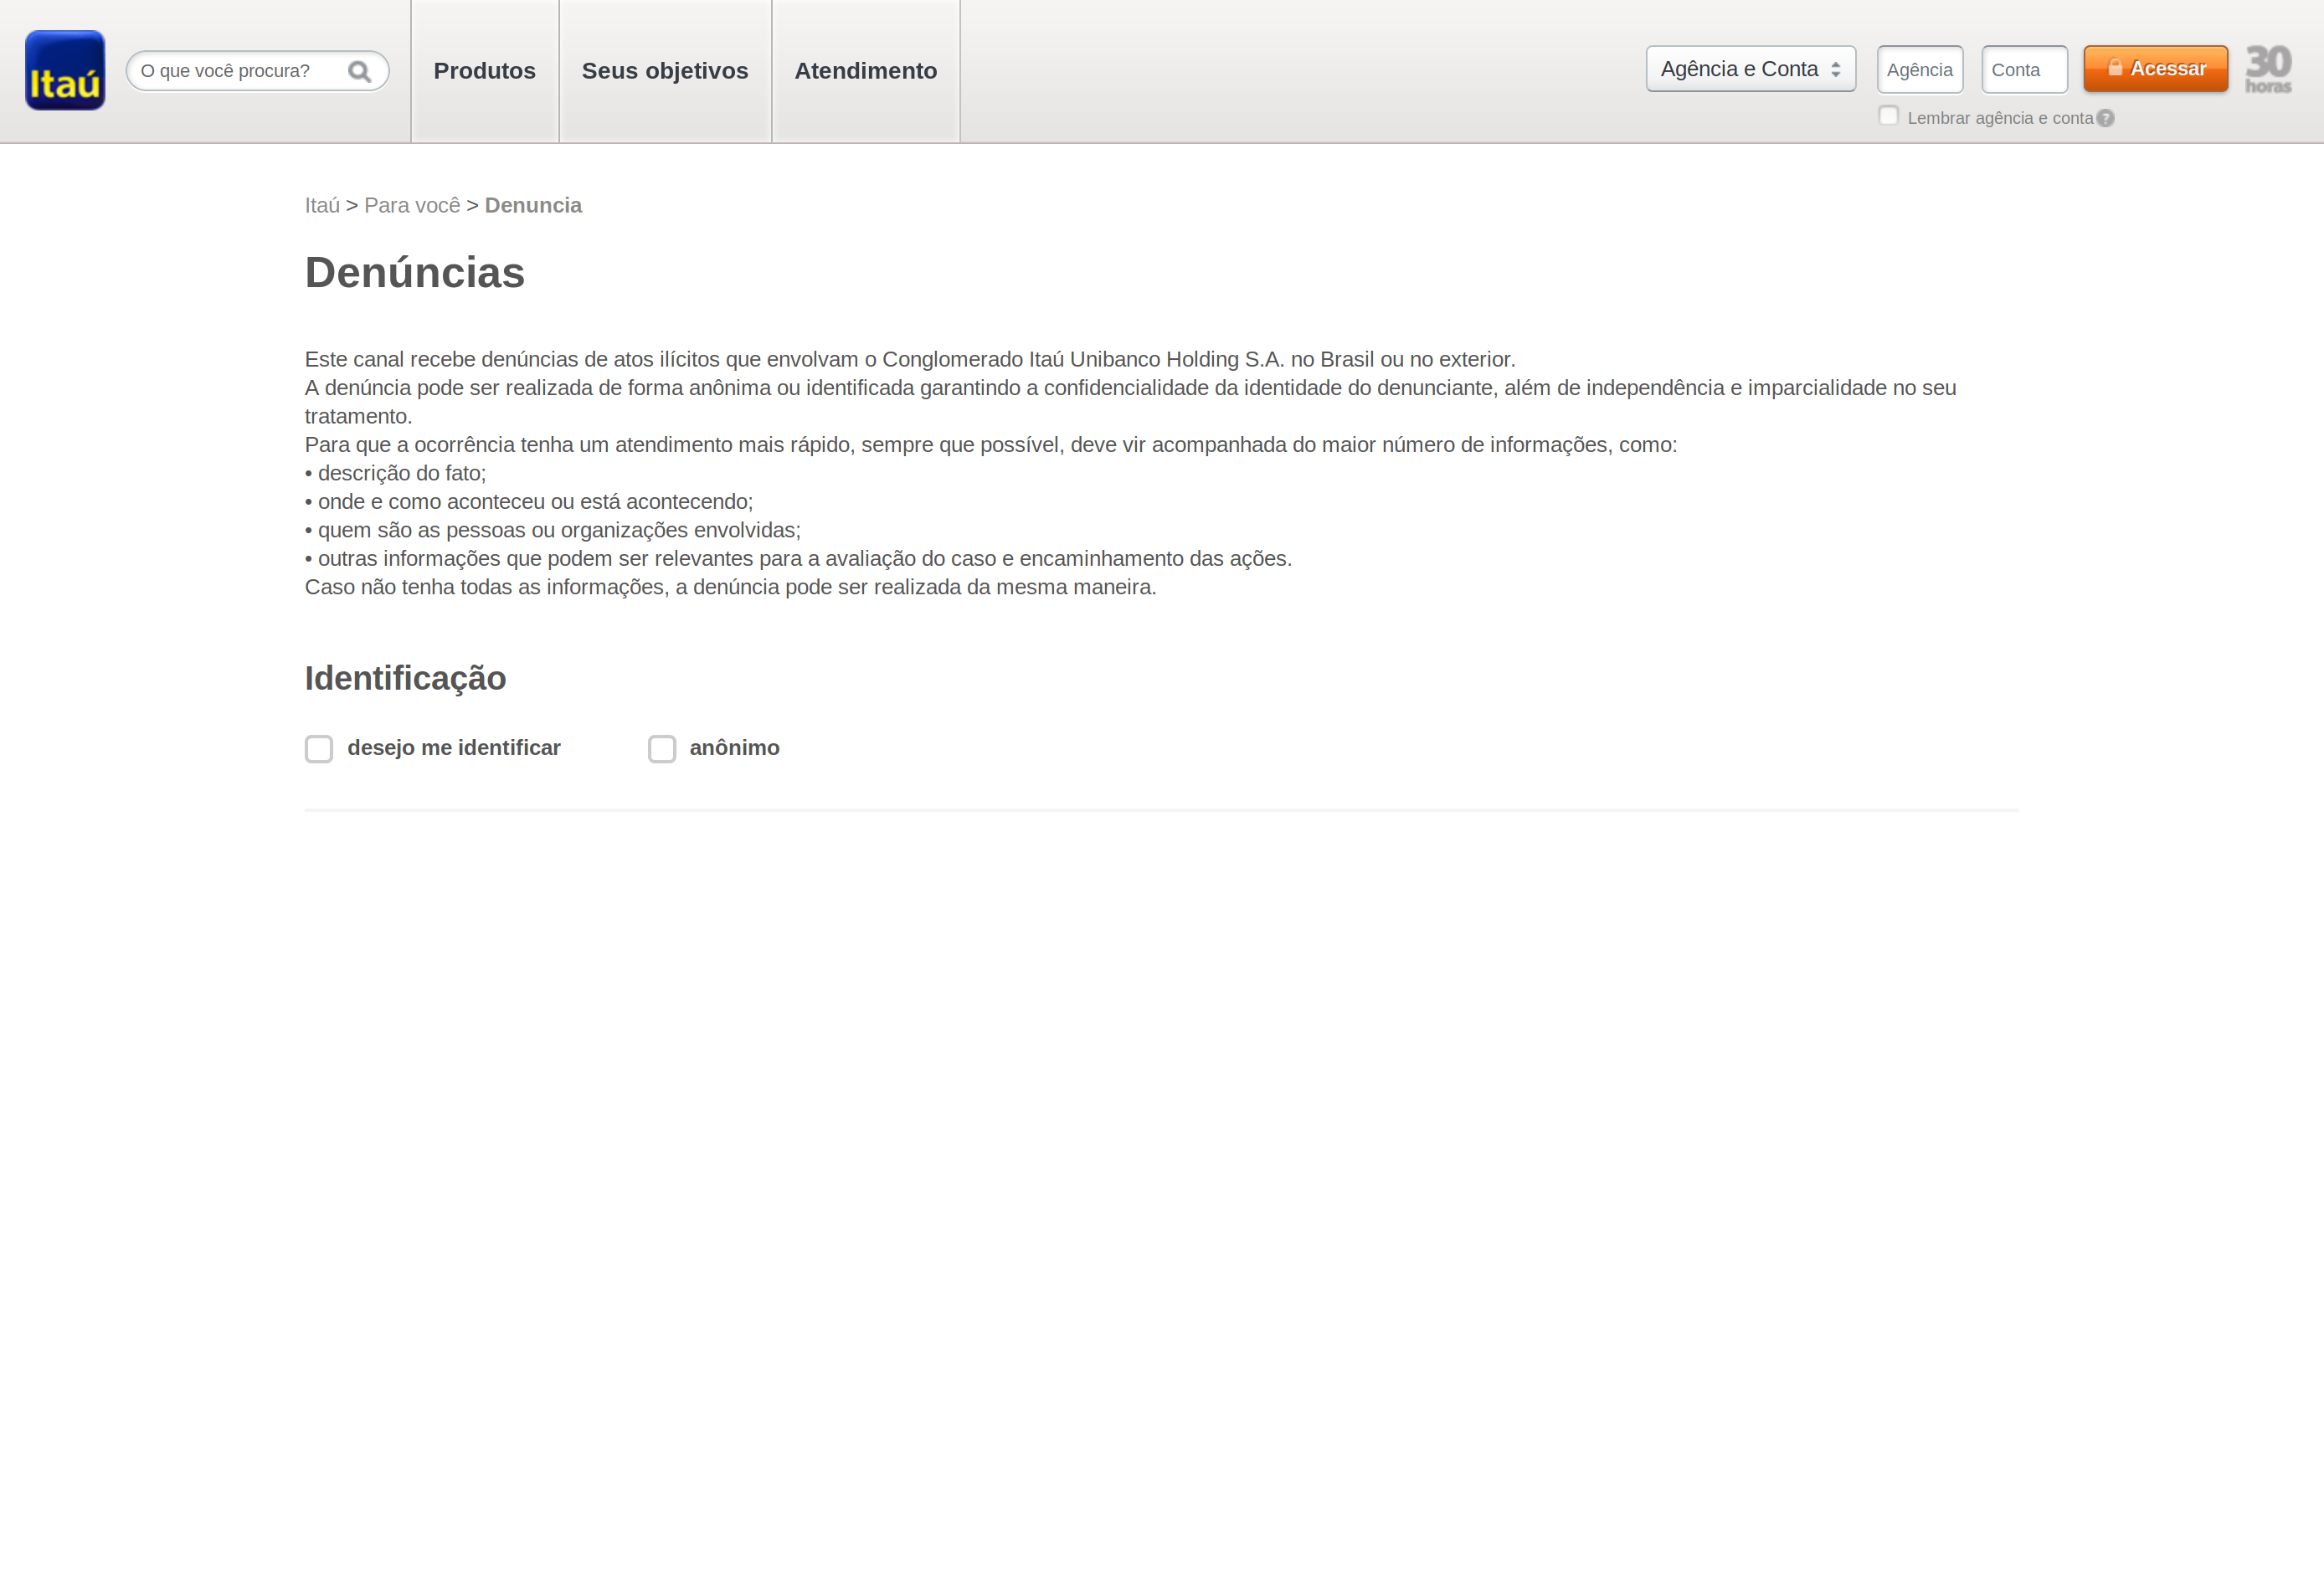 Itaú
O que você procura?
Produtos
Seus objetivos
Atendimento
Agência e Conta
Agência
Conta
Acessar
30
horas
Lembrar agência e conta ?
Itaú > Para você > Denuncia
Denúncias
Este canal recebe denúncias de atos ilícitos que envolvam o Conglomerado Itaú Unibanco Holding S.A. no Brasil ou no exterior.
A denúncia pode ser realizada de forma anônima ou identificada garantindo a confidencialidade da identidade do denunciante, além de independência e imparcialidade no seu
tratamento.
Para que a ocorrência tenha um atendimento mais rápido, sempre que possível, deve vir acompanhada do maior número de informações, como:
• descrição do fato;
• onde e como aconteceu ou está acontecendo;
• quem são as pessoas ou organizações envolvidas;
• outras informações que podem ser relevantes para a avaliação do caso e encaminhamento das ações.
Caso não tenha todas as informações, a denúncia pode ser realizada da mesma maneira.
Identificação
desejo me identificar
anônimo